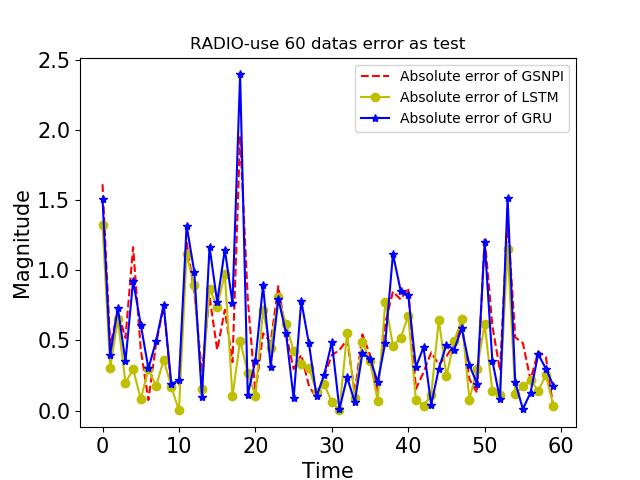 RADIO-use 60 datas error as test
Absolute error of GSNPI
Absolute error of LSTM
Absolute error of GRU
2.5
2.0
1.5
1.0
0.5
0.0
Magnitude
0 10 20 30 40 50 60
Time